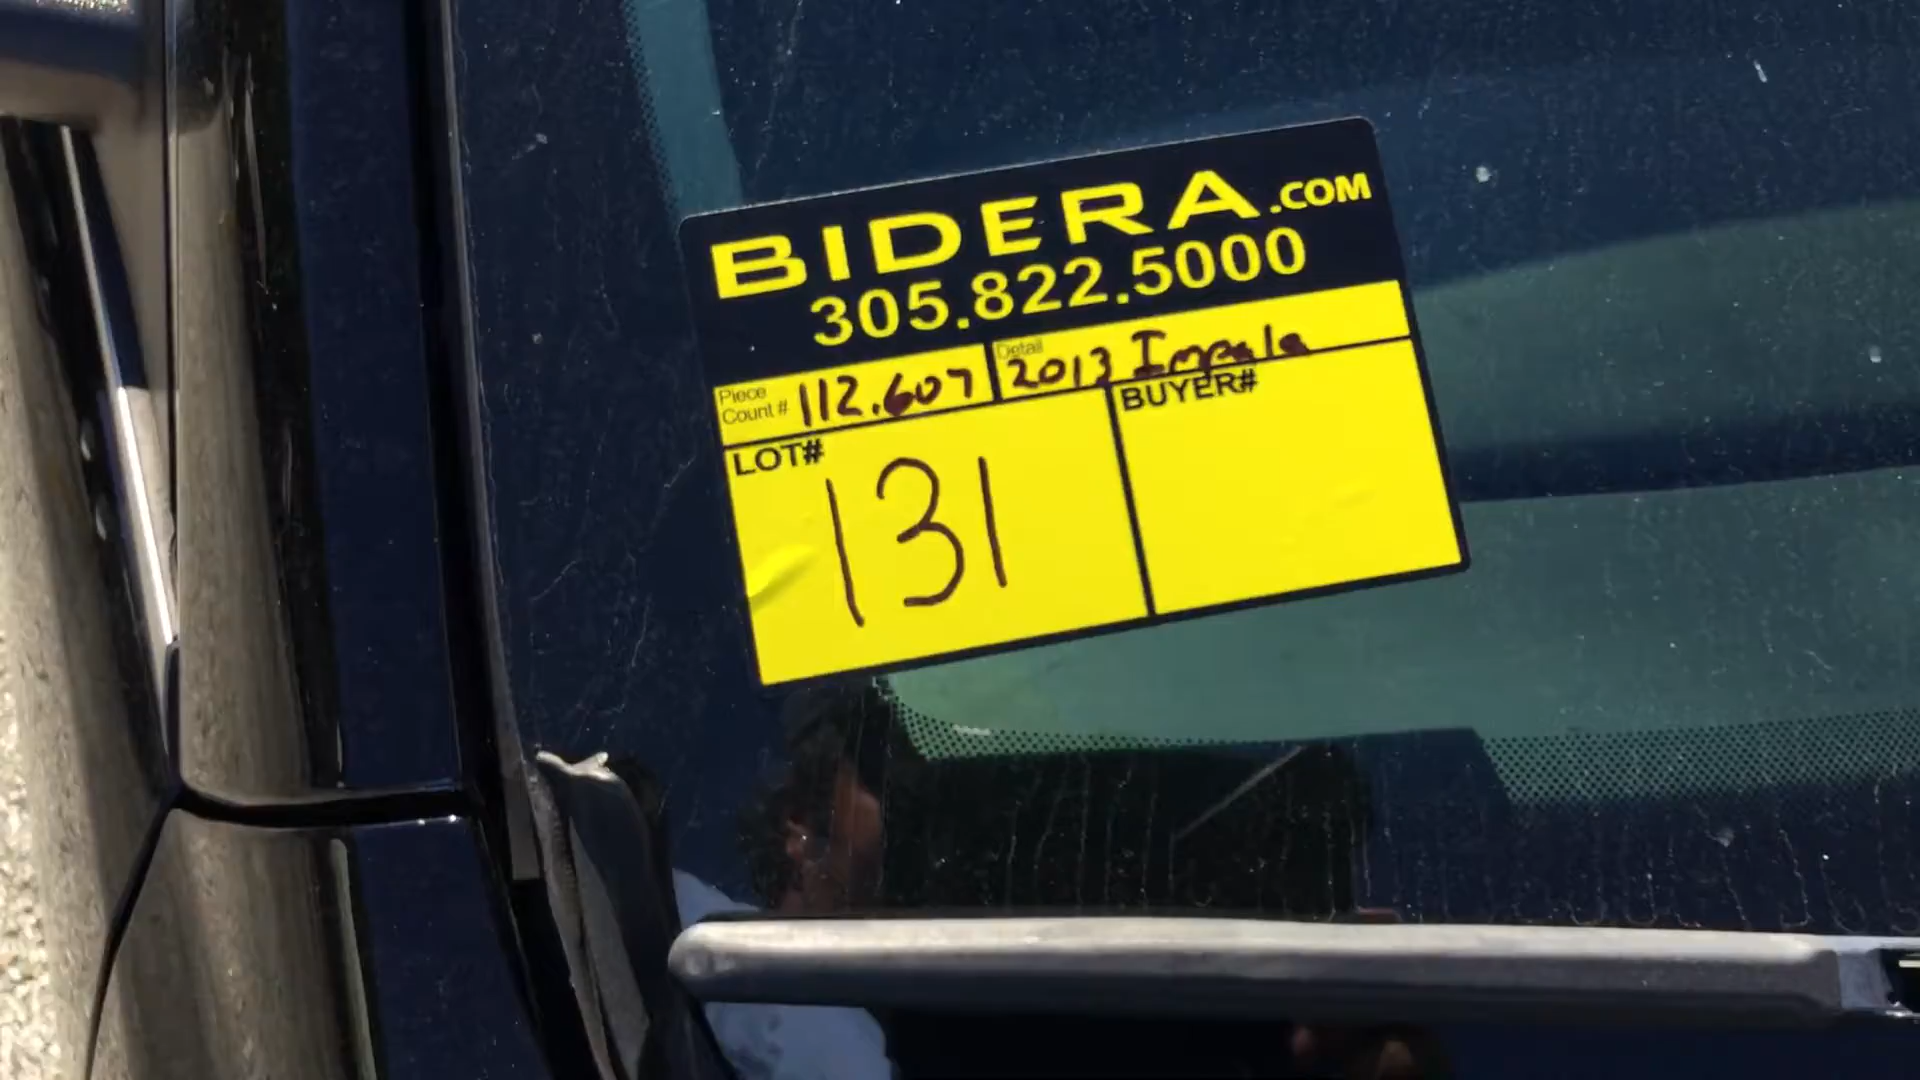 BIDERA.COM
305.822.5000
Piece Count # 112.607
Detail 2013 Impala
LOT# 131
BUYER#